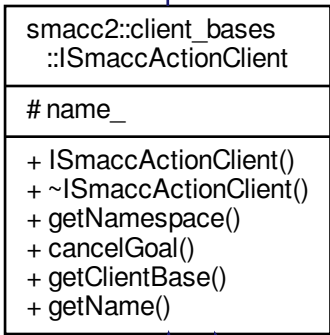 smacc2::client_bases
::ISmaccActionClient
# name_
+ ISmaccActionClient()
+ ~ISmaccActionClient()
+ getNamespace()
+ cancelGoal()
+ getClientBase()
+ getName()